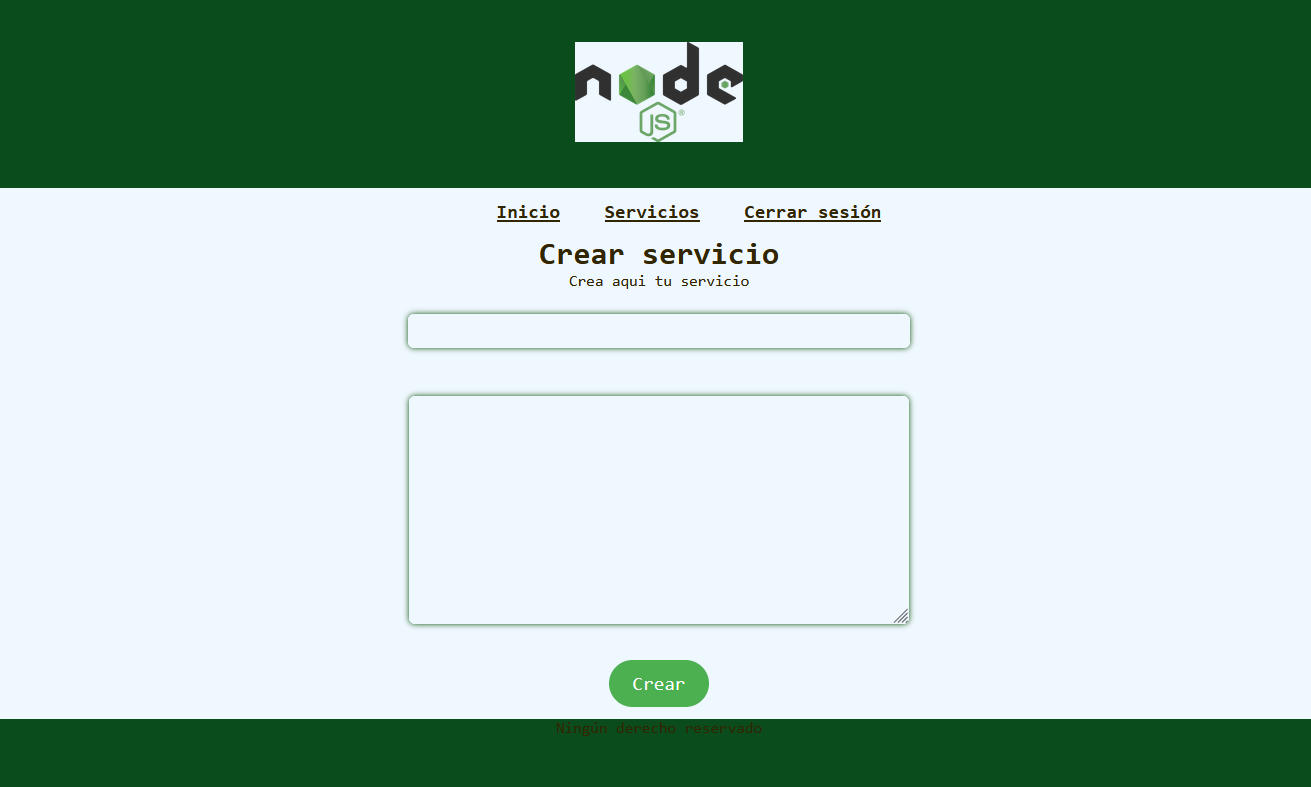 node
JS®
Inicio Servicios Cerrar sesión
Crear servicio
Crea aqui tu servicio
Crear
Ningún derecho reservado